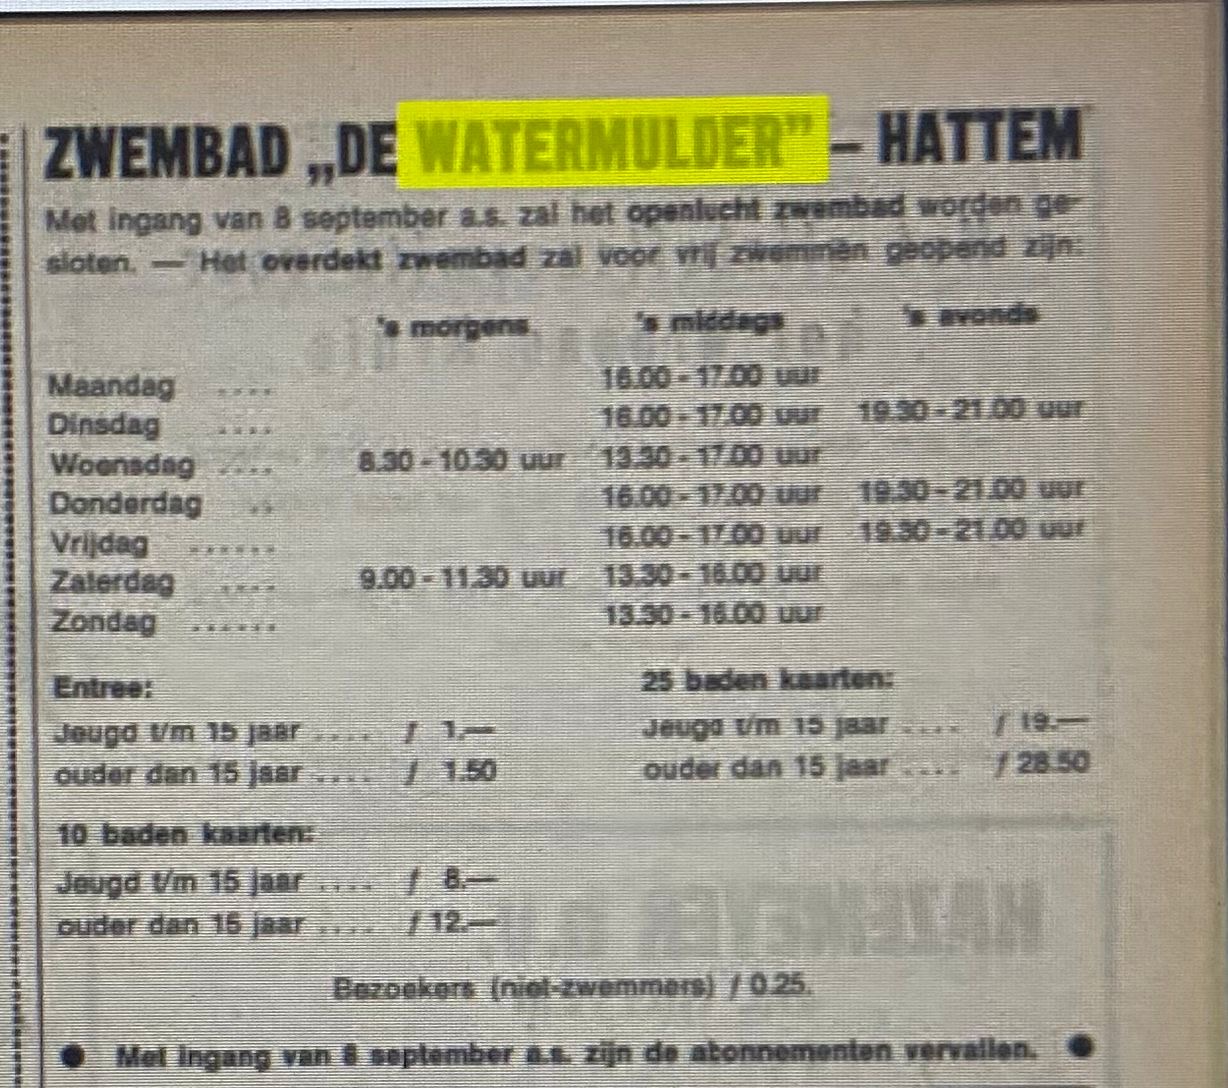 ZWEMBAD „DE WATERMULDER” – HATTEM
Met ingang van 8 september a.s. zal het openlucht zwembad worden ge-
sloten. — Het overdekt zwembad zal voor vrij zwemmen geopend zijn:
's morgens 's middags 's avonds
Maandag .... 16.00 - 17.00 uur
Dinsdag .... 16.00 - 17.00 uur 19.30 - 21.00 uur
Woensdag .... 8.30 - 10.30 uur 13.30 - 17.00 uur
Donderdag .. 16.00 - 17.00 uur 19.30 - 21.00 uur
Vrijdag ...... 16.00 - 17.00 uur 19.30 - 21.00 uur
Zaterdag .... 9.00 - 11.30 uur 13.30 - 16.00 uur
Zondag ...... 13.30 - 16.00 uur
Entree: 25 baden kaarten:
Jeugd t/m 15 jaar .... ƒ 1.— Jeugd t/m 15 jaar .... ƒ 19.—
ouder dan 15 jaar .... ƒ 1.50 ouder dan 15 jaar .... ƒ 28.50
10 baden kaarten:
Jeugd t/m 15 jaar .... ƒ 8.—
ouder dan 15 jaar .... ƒ 12.—
Bezoekers (niet-zwemmers) ƒ 0.25.
● Met ingang van september a.s. zijn de abonnementen vervallen. ●